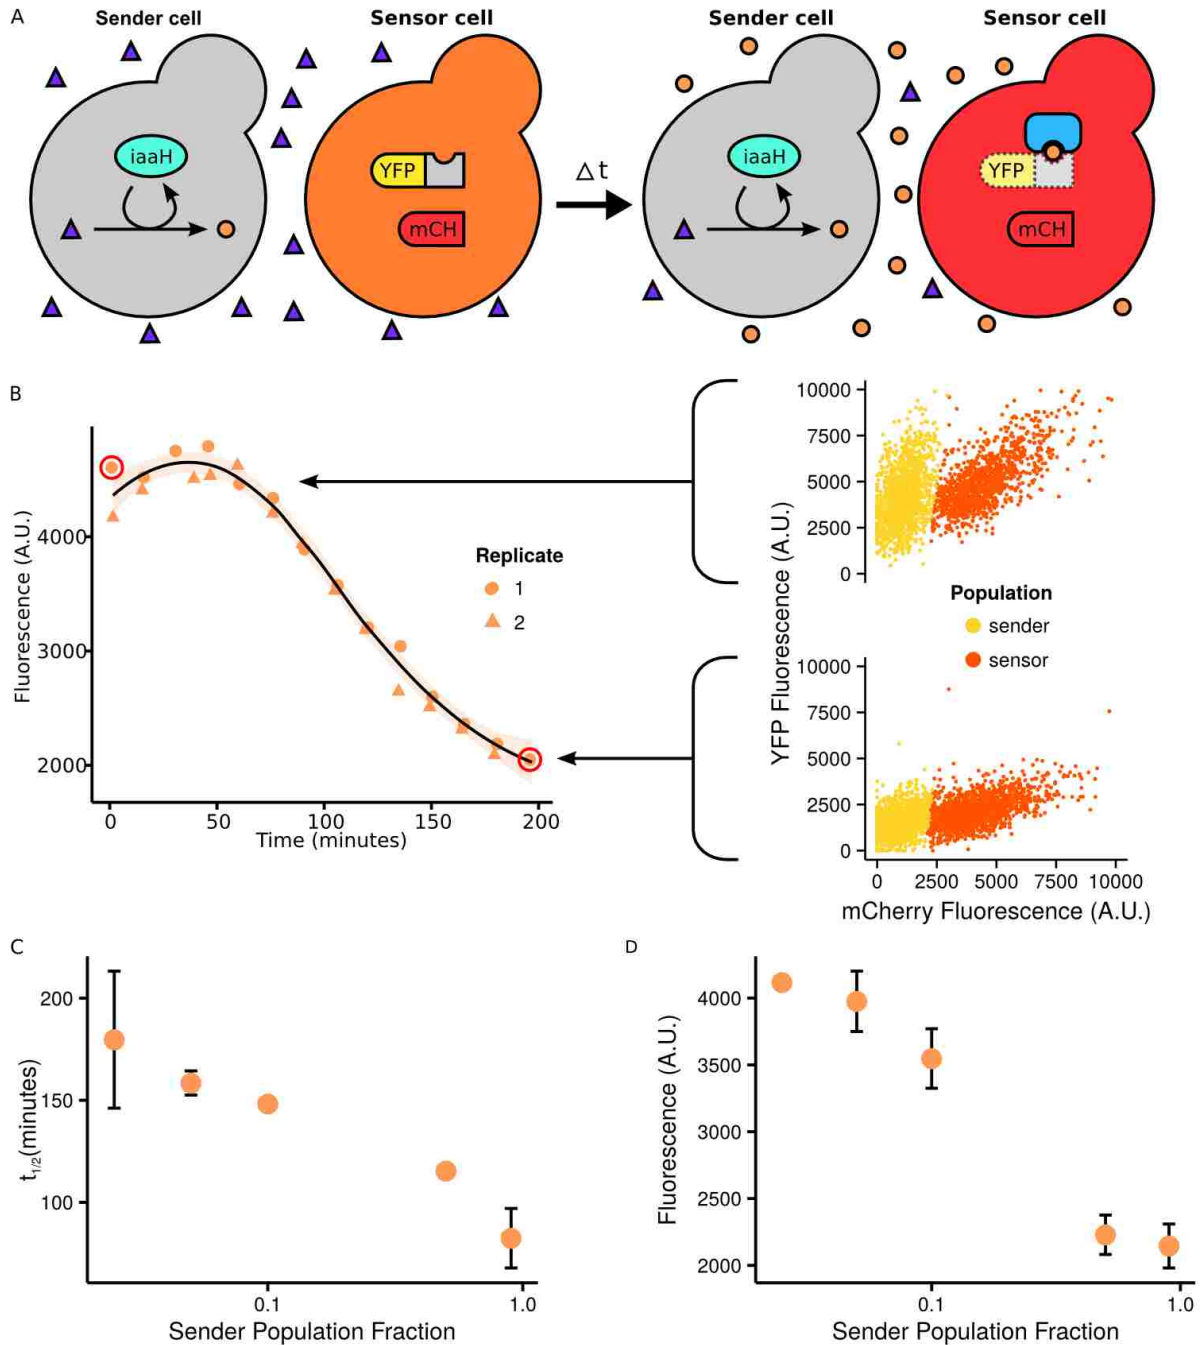 A
Sender cell
Sensor cell
Sender cell
Sensor cell
iaaH
YFP
mCH
Δ t
iaaH
YFP
mCH
B
Fluorescence (A.U.)
4000
3000
2000
0
50
100
150
200
Time (minutes)
Replicate
1
2
YFP Fluorescence (A.U.)
10000
7500
5000
2500
0
Population
sender
sensor
10000
7500
5000
2500
0
0
2500
5000
7500
10000
mCherry Fluorescence (A.U.)
C
t1/2(minutes)
200
150
100
0.1
1.0
Sender Population Fraction
D
Fluorescence (A.U.)
4000
3500
3000
2500
2000
0.1
1.0
Sender Population Fraction